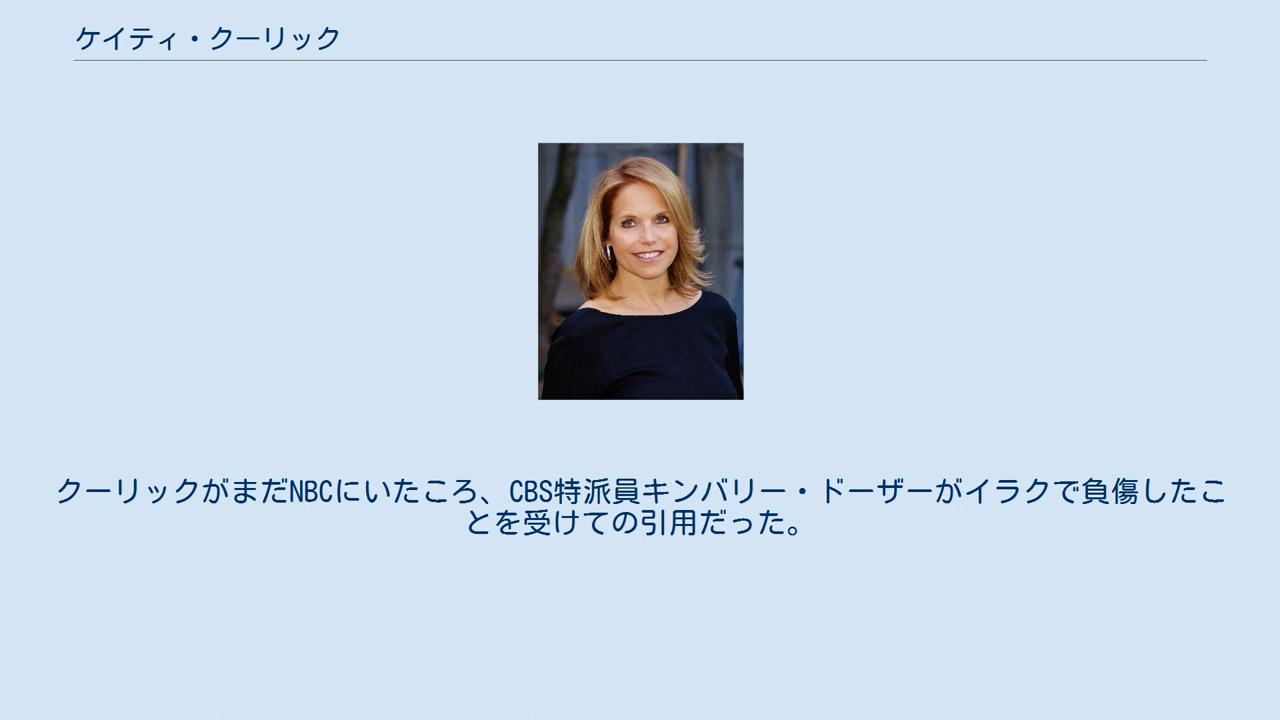 ケイティ・クーリック
クーリックがまだNBCにいたころ、CBS特派員キンバリー・ドーザーがイラクで負傷したこ
とを受けての引用だった。